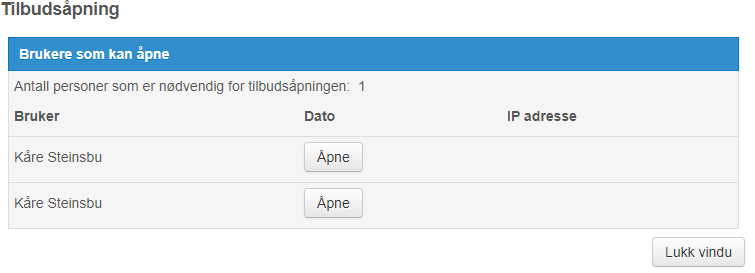 Tilbudsåpning
Brukere som kan åpne
Antall personer som er nødvendig for tilbudsåpningen: 1
Bruker Dato IP adresse
Kåre Steinsbu Åpne
Kåre Steinsbu Åpne
Lukk vindu